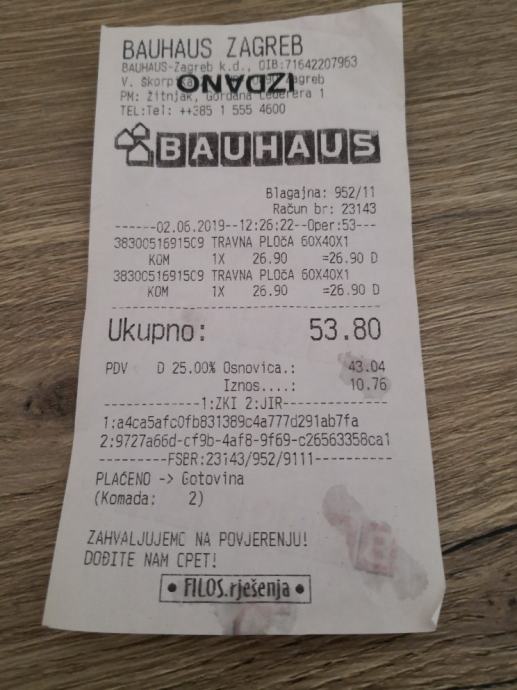 BAUHAUS ZAGREB
BAUHAUS-Zagreb k.d., OIB:71642207963
V. Škorpika Zagreb
IZDANO
PM: Žitnjak, Gordana Lederera 1
TEL:Tel: ++385 1 555 4600
BAUHAUS
Blagajna: 952/11
Račun br: 23143
------02.06.2019--12:26:22--Oper:53---
3830051691509 TRAVNA PLOČA 60X40X1
KOM 1X 26.90 =26.90 D
3830051691509 TRAVNA PLOČA 60X40X1
KOM 1X 26.90 =26.90 D
Ukupno: 53.80
PDV D 25.00% Osnovica.: 43.04
Iznos....: 10.76
----------1:ZKI 2:JIR-----------
1:a4ca5afc0fb831389c4a777d291ab7fa
2:9727a66d-cf9b-4af8-9f69-c26563358ca1
---------FSBR:23143/952/9111----------
PLAĆENO -> Gotovina
(Komada: 2)
ZAHVALJUJEMO NA POVJERENJU!
DOĐITE NAM OPET!
• FILOS.rješenja •